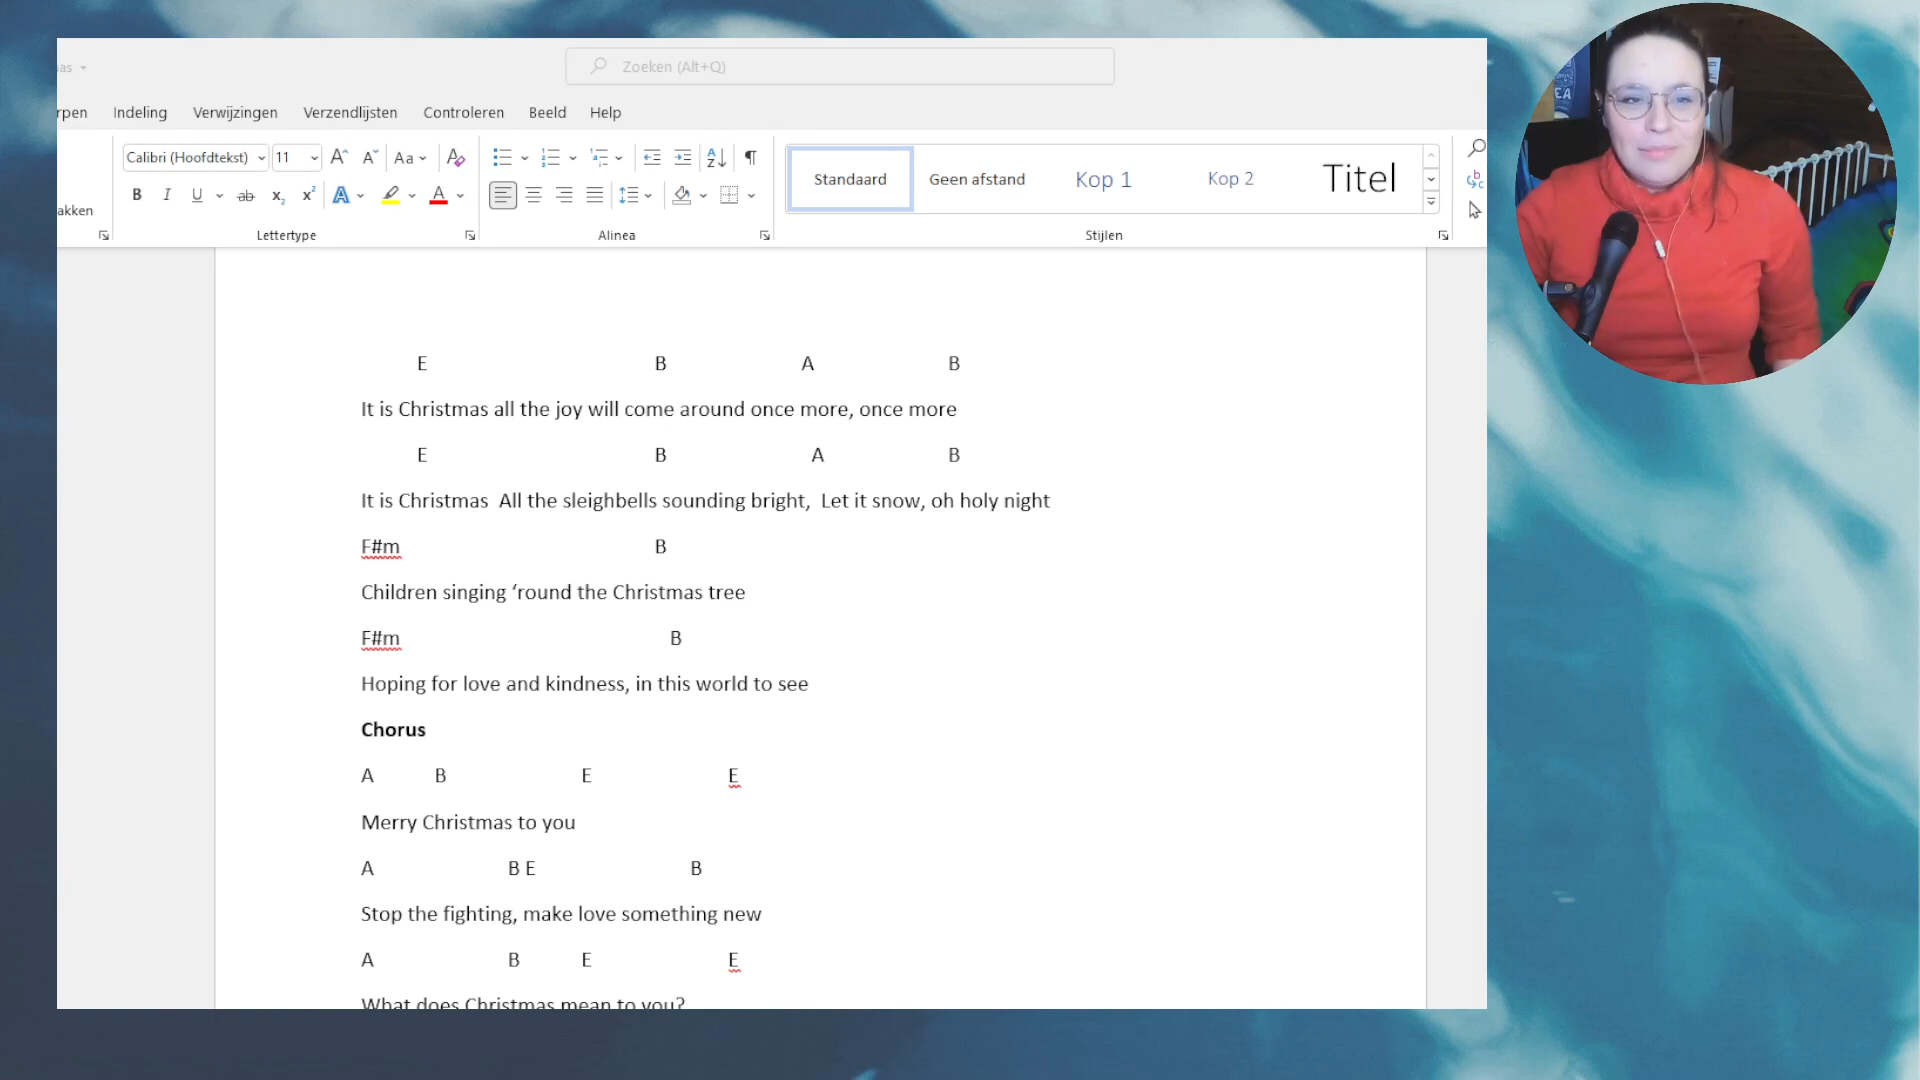 as
Zoeken (Alt+Q)
rpen Indeling Verwijzingen Verzendlijsten Controleren Beeld Help
Calibri (Hoofdtekst) 11 Aa
Standaard Geen afstand Kop 1 Kop 2 Titel
akken
Lettertype Alinea Stijlen
E B A B
It is Christmas all the joy will come around once more, once more
E B A B
It is Christmas All the sleighbells sounding bright, Let it snow, oh holy night
F#m B
Children singing ‘round the Christmas tree
F#m B
Hoping for love and kindness, in this world to see
Chorus
A B E E
Merry Christmas to you
A B E B
Stop the fighting, make love something new
A B E E
What does Christmas mean to you?